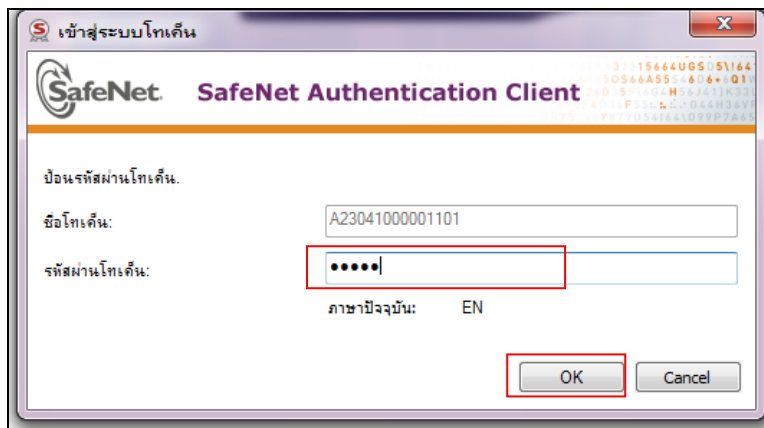 เข้าสู่ระบบโทเค็น
SafeNet. SafeNet Authentication Client
ป้อนรหัสผ่านโทเค็น.
ชื่อโทเค็น: A23041000001101
รหัสผ่านโทเค็น: •••••
ภาษาปัจจุบัน: EN
OK Cancel